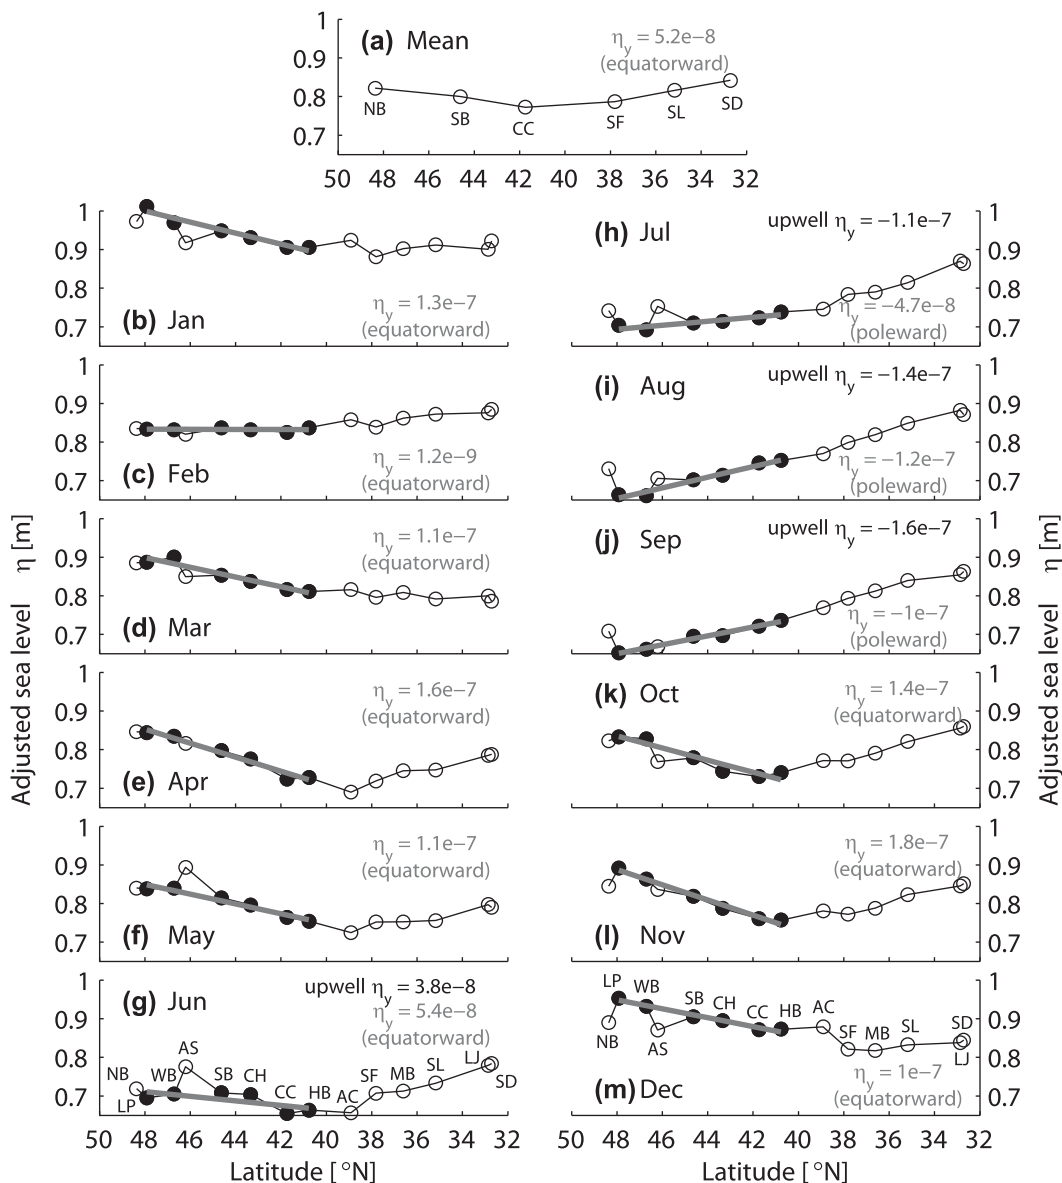 (a) Mean
η_y = 5.2e−8
(equatorward)
1
0.9
0.8
0.7
NB
SB
CC
SF
SL
SD
50 48 46 44 42 40 38 36 34 32
Adjusted sea level η [m]
1
0.9
0.8
0.7
(b) Jan
η_y = 1.3e−7
(equatorward)
1
0.9
0.8
0.7
(c) Feb
η_y = 1.2e−9
(equatorward)
1
0.9
0.8
0.7
(d) Mar
η_y = 1.1e−7
(equatorward)
1
0.9
0.8
0.7
(e) Apr
η_y = 1.6e−7
(equatorward)
1
0.9
0.8
0.7
(f) May
η_y = 1.1e−7
(equatorward)
1
0.9
0.8
0.7
(g) Jun
upwell η_y = 3.8e−8
η_y = 5.4e−8
(equatorward)
1
0.9
0.8
0.7
NB
LP
WB
AS
SB
CH
CC
HB
AC
SF
MB
SL
LJ
SD
50 48 46 44 42 40 38 36 34 32
Latitude [ °N]
(h) Jul
upwell η_y = −1.1e−7
η_y = −4.7e−8
(poleward)
1
0.9
0.8
0.7
(i) Aug
upwell η_y = −1.4e−7
η_y = −1.2e−7
(poleward)
1
0.9
0.8
0.7
(j) Sep
upwell η_y = −1.6e−7
η_y = −1e−7
(poleward)
1
0.9
0.8
0.7
(k) Oct
η_y = 1.4e−7
(equatorward)
1
0.9
0.8
0.7
(l) Nov
η_y = 1.8e−7
(equatorward)
1
0.9
0.8
0.7
(m) Dec
η_y = 1e−7
(equatorward)
1
0.9
0.8
0.7
LP
NB
WB
AS
SB
CH
CC
HB
AC
SF
MB
SL
SD
LJ
50 48 46 44 42 40 38 36 34 32
Latitude [ °N]
Adjusted sea level η [m]